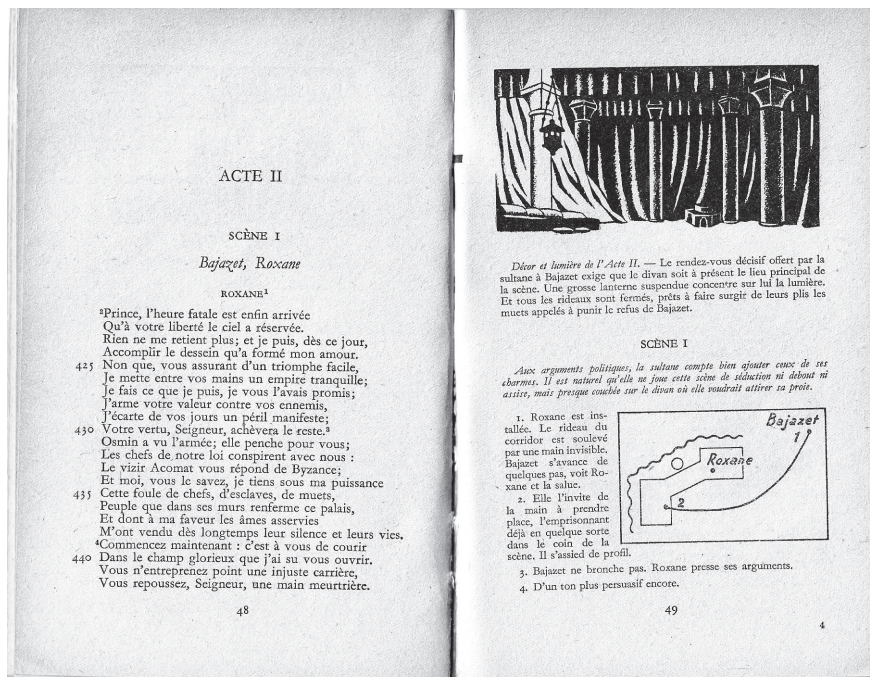 ACTE II
SCÈNE I
Bajazet, Roxane
ROXANE¹
²Prince, l'heure fatale est enfin arrivée
Qu'à votre liberté le ciel a réservée.
Rien ne me retient plus; et je puis, dès ce jour,
Accomplir le dessein qu'a formé mon amour.
425 Non que, vous assurant d'un triomphe facile,
Je mette entre vos mains un empire tranquille;
Je fais ce que je puis, je vous l'avais promis;
J'arme votre valeur contre vos ennemis,
J'écarte de vos jours un péril manifeste;
430 Votre vertu, Seigneur, achèvera le reste.³
Osmin a vu l'armée; elle penche pour vous;
Les chefs de notre loi conspirent avec nous :
Le vizir Acomat vous répond de Byzance;
Et moi, vous le savez, je tiens sous ma puissance
435 Cette foule de chefs, d'esclaves, de muets,
Peuple que dans ses murs renferme ce palais,
Et dont à ma faveur les âmes asservies
M'ont vendu dès longtemps leur silence et leurs vies.
⁴Commencez maintenant : c'est à vous de courir
440 Dans le champ glorieux que j'ai su vous ouvrir.
Vous n'entreprenez point une injuste carrière,
Vous repoussez, Seigneur, une main meurtrière.
48
Décor et lumière de l'Acte II. — Le rendez-vous décisif offert par la
sultane à Bajazet exige que le divan soit à présent le lieu principal de
la scène. Une grosse lanterne suspendue concentre sur lui la lumière.
Et tous les rideaux sont fermés, prêts à faire surgir de leurs plis les
muets appelés à punir le refus de Bajazet.
SCÈNE I
Aux arguments politiques, la sultane compte bien ajouter ceux de ses
charmes. Il est naturel qu'elle ne joue cette scène de séduction ni debout ni
assise, mais presque couchée sur le divan où elle voudrait attirer sa proie.
1. Roxane est ins-
tallée. Le rideau du
corridor est soulevé
par une main invisible.
Bajazet s'avance de
quelques pas, voit Ro-
xane et la salue.
2. Elle l'invite de
la main à prendre
place, l'emprisonnant
déjà en quelque sorte
dans le coin de la
scène. Il s'assied de profil.
Bajazet
1
Roxane
2
3. Bajazet ne bronche pas. Roxane presse ses arguments.
4. D'un ton plus persuasif encore.
49
4